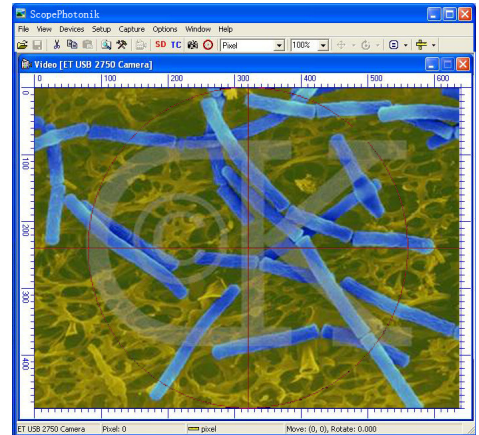 ScopePhotonik
File View Devices Setup Capture Options Window Help
SD TC Pixel 100%
Video [ET USB 2750 Camera]
0 100 200 300 400 500 600
0
100
200
300
400
© CK
ET USB 2750 Camera Pixel: 0 pixel Move: (0, 0), Rotate: 0.000